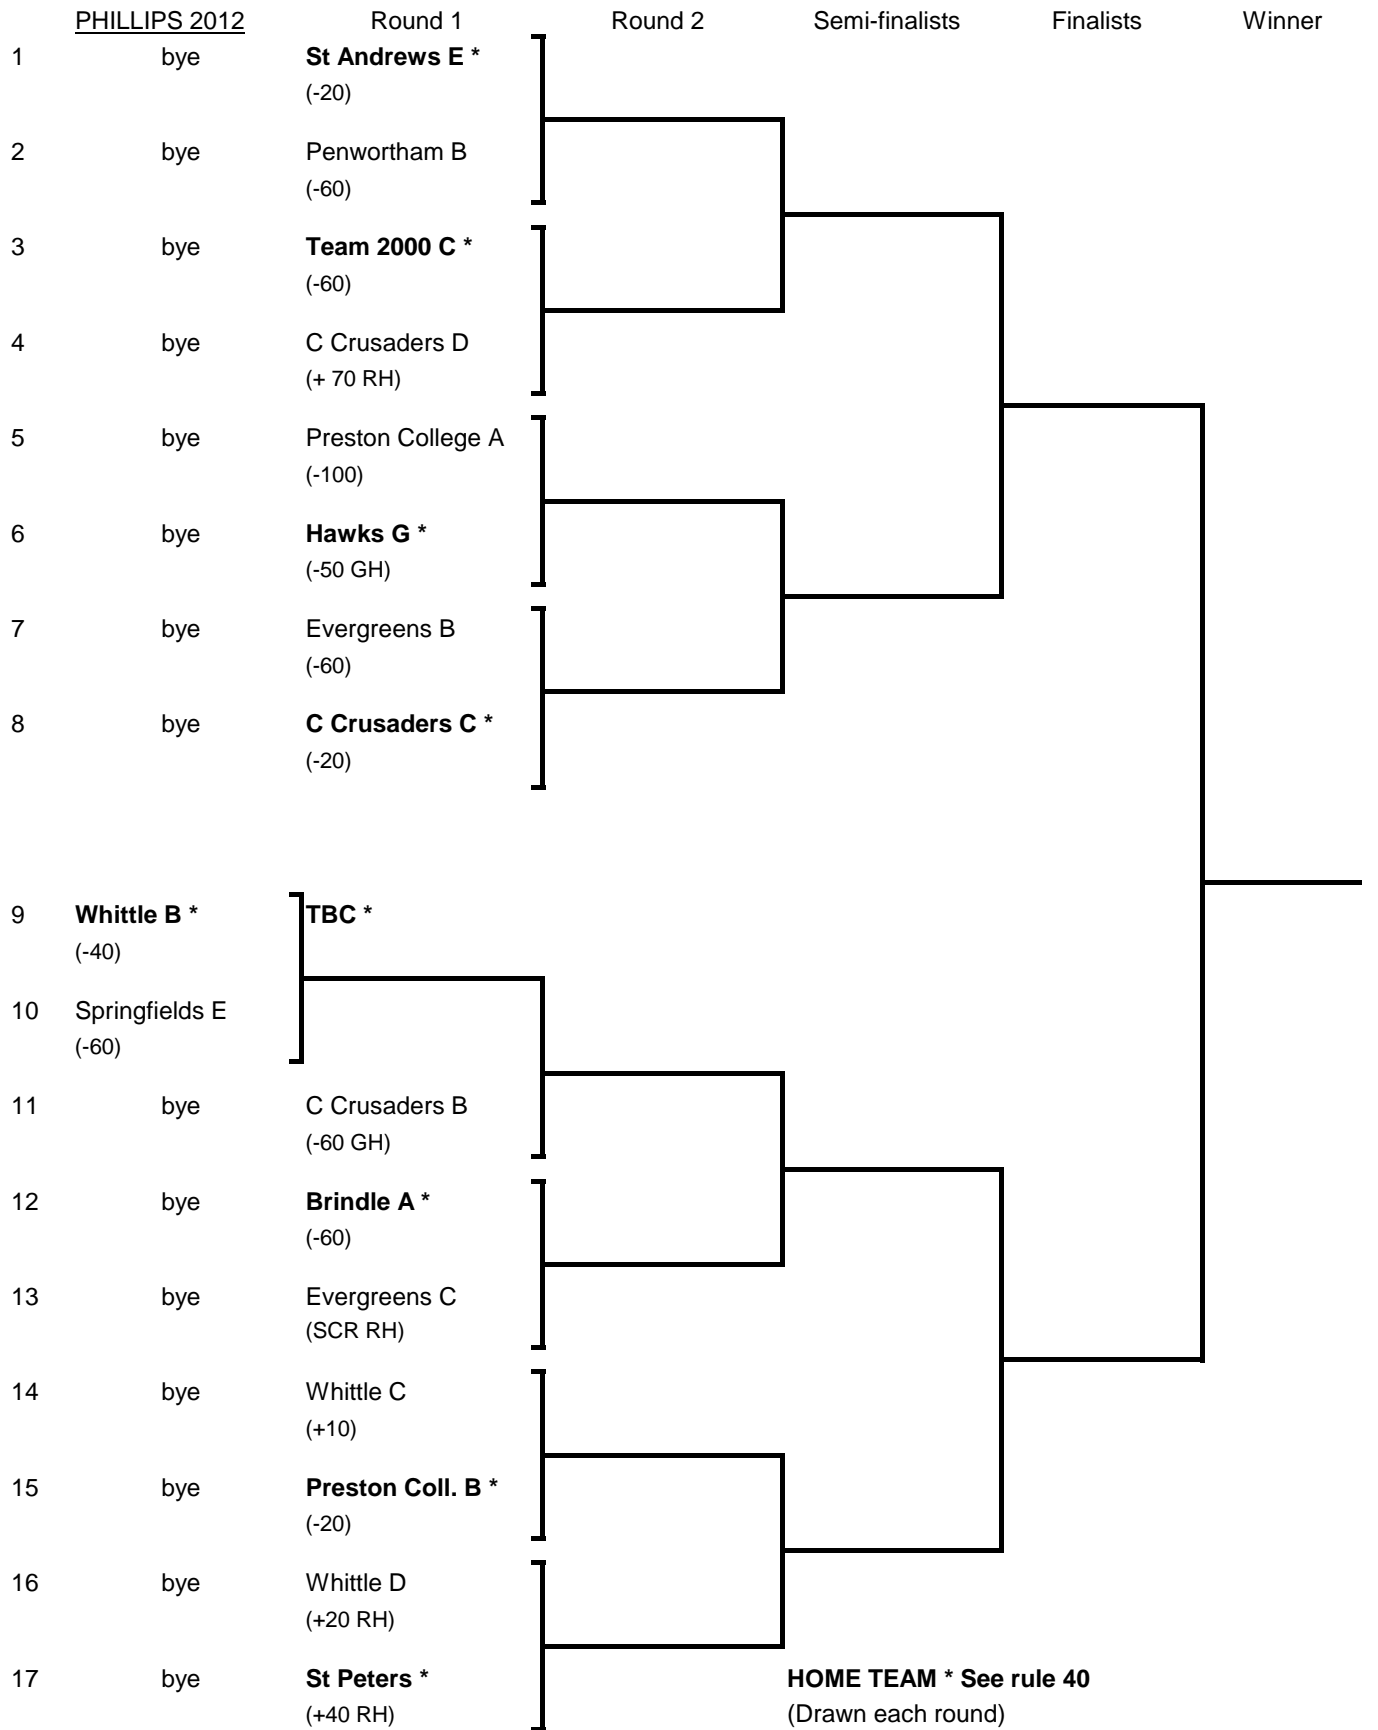 PHILLIPS 2012 Round 1 Round 2 Semi-finalists Finalists Winner
1 bye St Andrews E *
(-20)
2 bye Penwortham B
(-60)
3 bye Team 2000 C *
(-60)
4 bye C Crusaders D
(+ 70 RH)
5 bye Preston College A
(-100)
6 bye Hawks G *
(-50 GH)
7 bye Evergreens B
(-60)
8 bye C Crusaders C *
(-20)
9 Whittle B * TBC *
(-40)
10 Springfields E
(-60)
11 bye C Crusaders B
(-60 GH)
12 bye Brindle A *
(-60)
13 bye Evergreens C
(SCR RH)
14 bye Whittle C
(+10)
15 bye Preston Coll. B *
(-20)
16 bye Whittle D
(+20 RH)
17 bye St Peters * HOME TEAM * See rule 40
(+40 RH) (Drawn each round)